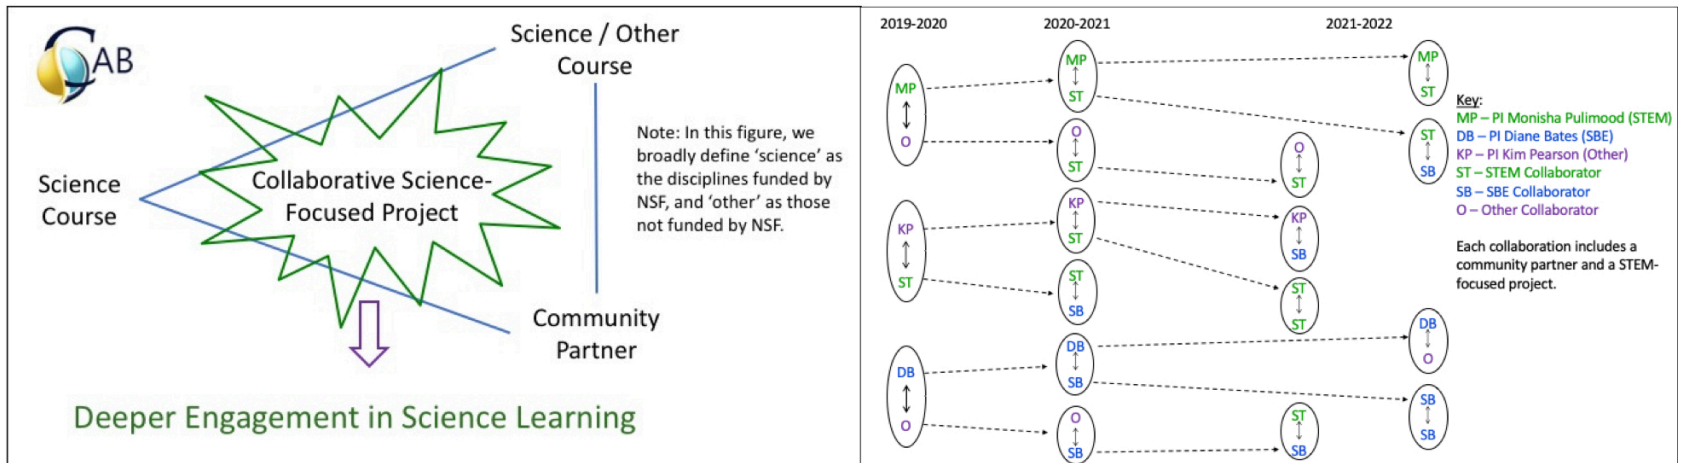 CAB
Science / Other
Course
Science
Course
Collaborative Science-
Focused Project
Note: In this figure, we
broadly define ‘science’ as
the disciplines funded by
NSF, and ‘other’ as those
not funded by NSF.
Community
Partner
Deeper Engagement in Science Learning
2019-2020
MP
O
KP
ST
DB
O
2020-2021
MP
ST
O
ST
KP
ST
ST
SB
DB
SB
O
SB
2021-2022
O
ST
KP
SB
ST
ST
ST
SB
MP
ST
ST
SB
DB
O
SB
SB
Key:
MP – PI Monisha Pulimood (STEM)
DB – PI Diane Bates (SBE)
KP – PI Kim Pearson (Other)
ST – STEM Collaborator
SB – SBE Collaborator
O – Other Collaborator
Each collaboration includes a
community partner and a STEM-
focused project.